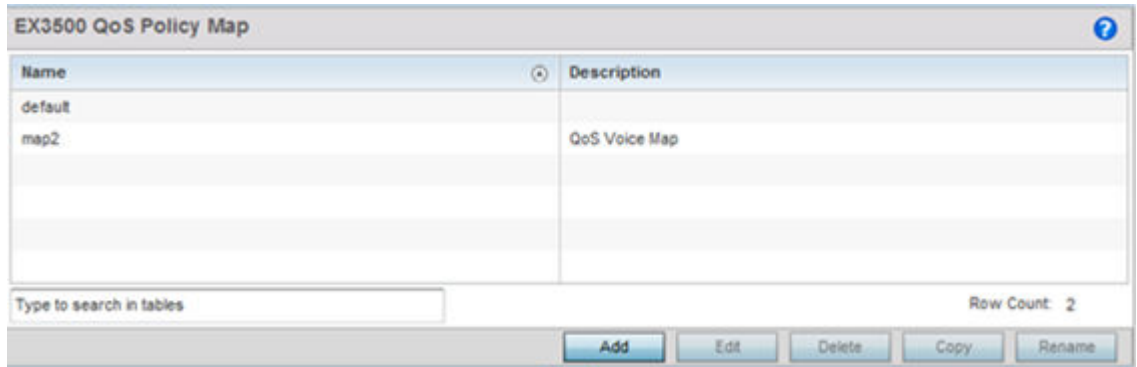 EX3500 QoS Policy Map ?
Name Description
default
map2 QoS Voice Map
Type to search in tables Row Count: 2
Add Edit Delete Copy Rename